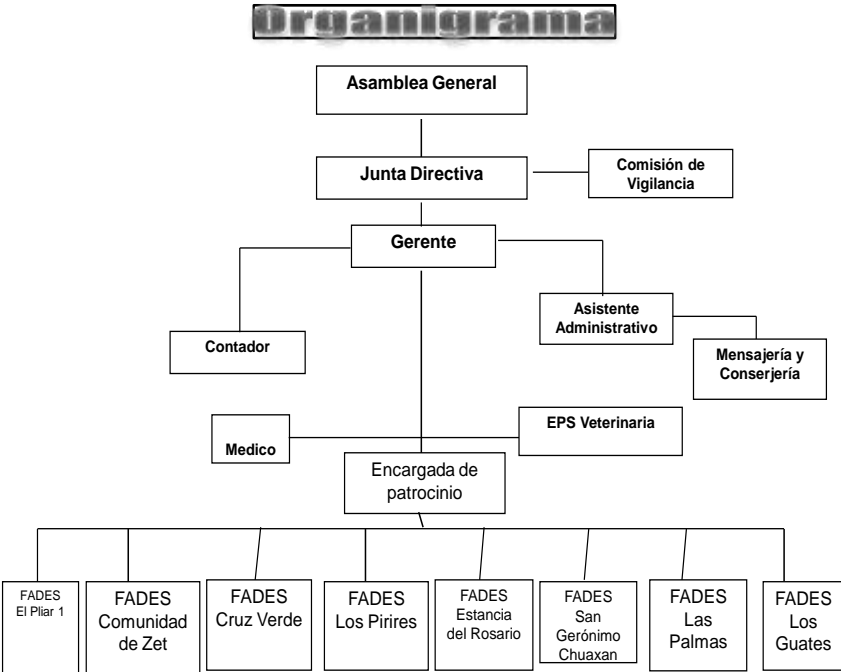 Organigrama
Asamblea General
Junta Directiva
Comisión de
Vigilancia
Gerente
Asistente
Administrativo
Contador
Mensajería y
Conserjería
EPS Veterinaria
Medico
Encargada de
patrocinio
FADES
El Pliar 1
FADES
Comunidad
de Zet
FADES
Cruz Verde
FADES
Los Pirires
FADES
Estancia
del Rosario
FADES
San
Gerónimo
Chuaxan
FADES
Las
Palmas
FADES
Los
Guates